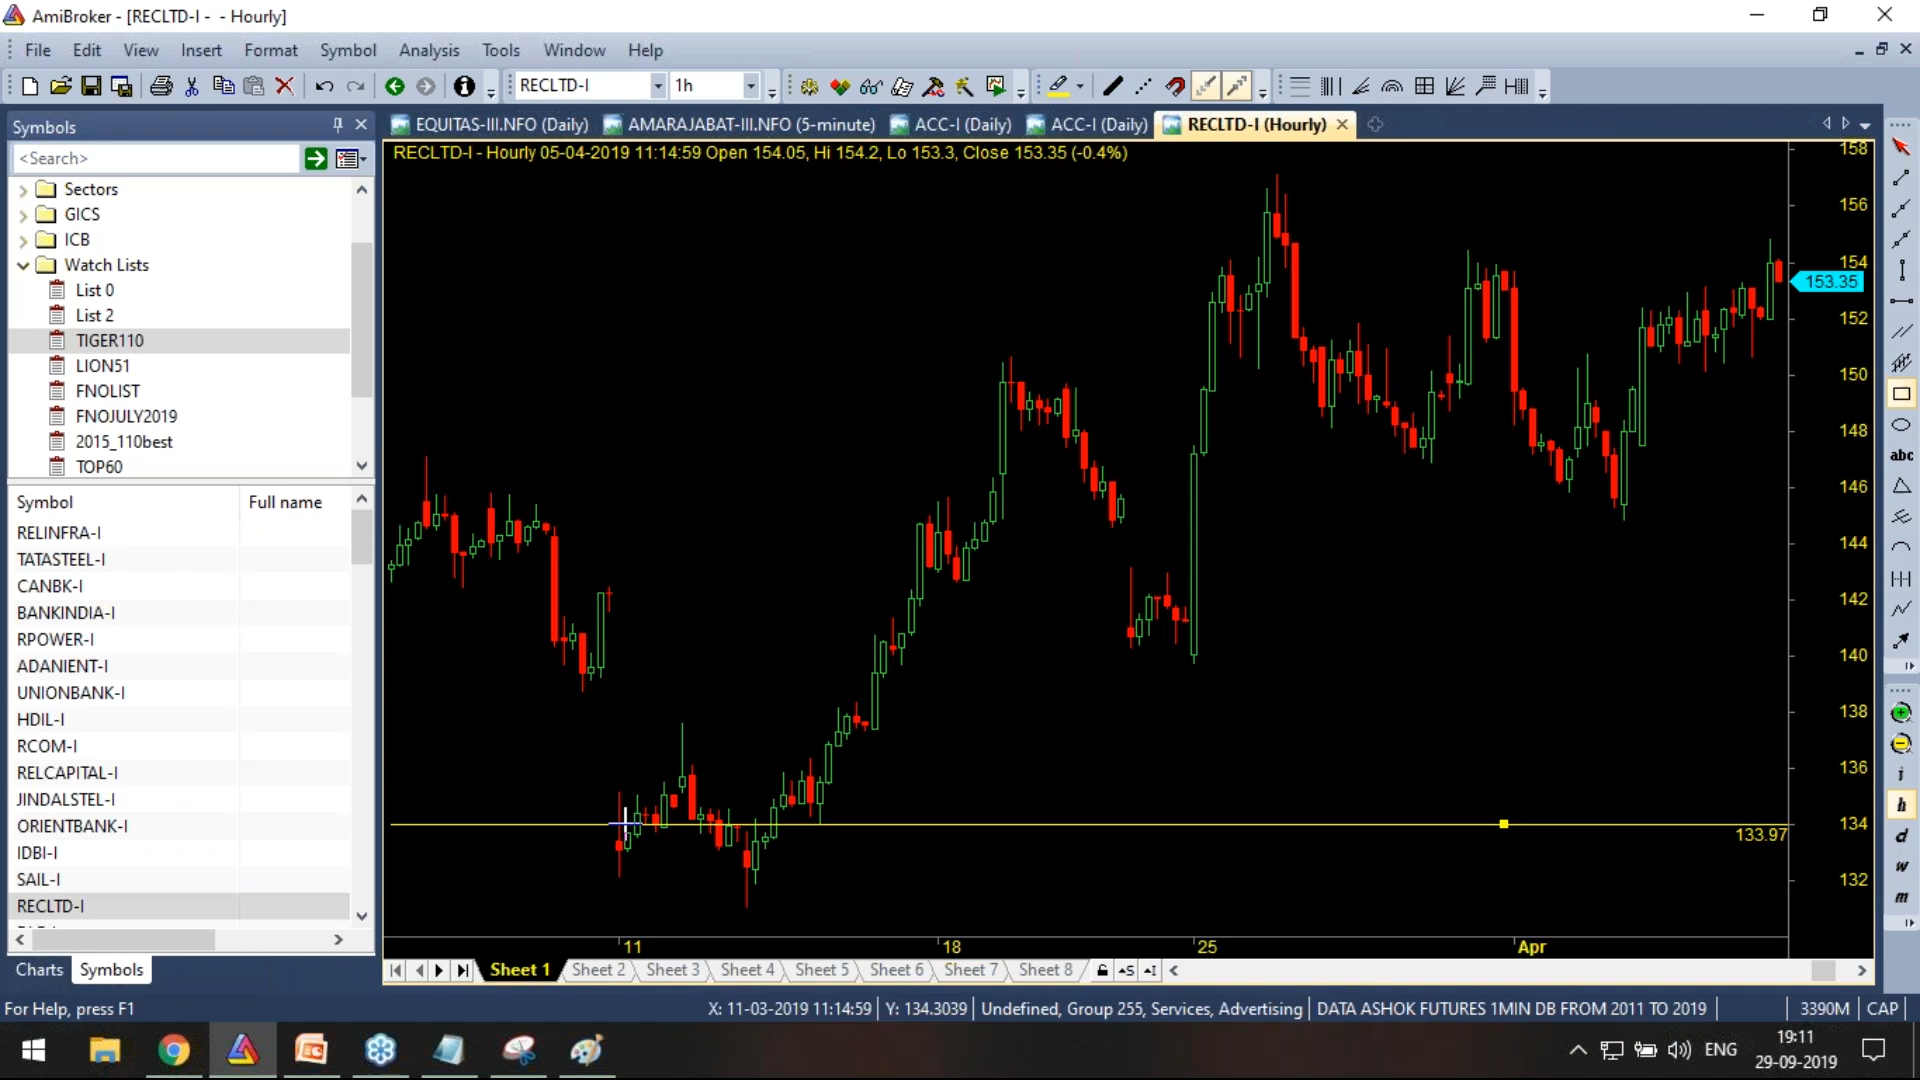 AmiBroker - [RECLTD-I - - Hourly]
File Edit View Insert Format Symbol Analysis Tools Window Help
RECLTD-I 1h
Symbols
EQUITAS-III.NFO (Daily) AMARAJABAT-III.NFO (5-minute) ACC-I (Daily) ACC-I (Daily) RECLTD-I (Hourly)
RECLTD-I - Hourly 05-04-2019 11:14:59 Open 154.05, Hi 154.2, Lo 153.3, Close 153.35 (-0.4%)
<Search>
Sectors
GICS
ICB
Watch Lists
List 0
List 2
TIGER110
LION51
FNOLIST
FNOJULY2019
2015_110best
TOP60
Symbol Full name
RELINFRA-I
TATASTEEL-I
CANBK-I
BANKINDIA-I
RPOWER-I
ADANIENT-I
UNIONBANK-I
HDIL-I
RCOM-I
RELCAPITAL-I
JINDALSTEL-I
ORIENTBANK-I
IDBI-I
SAIL-I
RECLTD-I
Charts Symbols
158
156
154
153.35
152
150
148
146
144
142
140
138
136
134
133.97
132
11 18 25 Apr
abc
i
h
d
w
m
Sheet 1 Sheet 2 Sheet 3 Sheet 4 Sheet 5 Sheet 6 Sheet 7 Sheet 8
For Help, press F1
X: 11-03-2019 11:14:59 Y: 134.3039 Undefined, Group 255, Services, Advertising DATA ASHOK FUTURES 1MIN DB FROM 2011 TO 2019 3390M CAP
ENG
19:11
29-09-2019